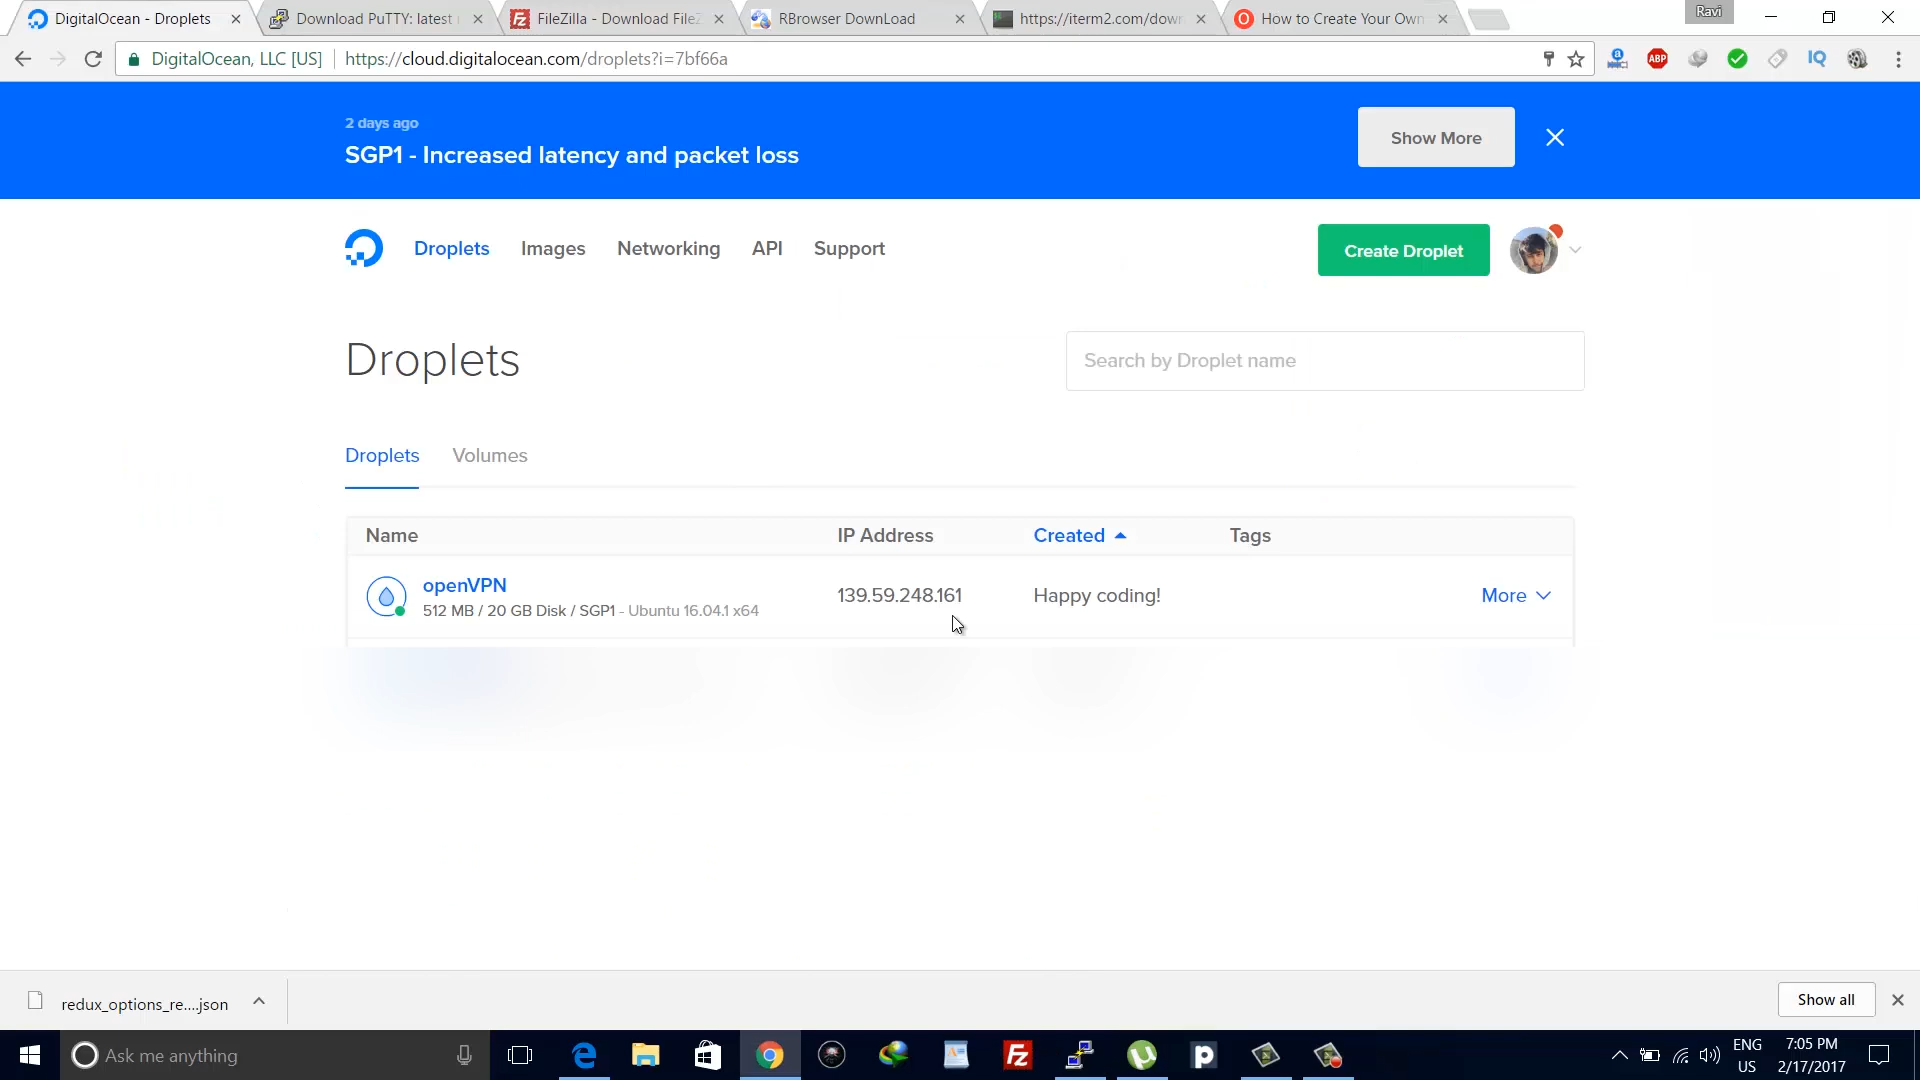 DigitalOcean - Droplets
Download PuTTY: latest
FileZilla - Download FileZ
RBrowser DownLoad
https://iterm2.com/dow
How to Create Your Own
Ravi
DigitalOcean, LLC [US]
https://cloud.digitalocean.com/droplets?i=7bf66a
a
ABP
IQ
2 days ago
SGP1 - Increased latency and packet loss
Show More
Droplets
Images
Networking
API
Support
Create Droplet
Droplets
Search by Droplet name
Droplets
Volumes
Name
IP Address
Created
Tags
openVPN
512 MB / 20 GB Disk / SGP1 - Ubuntu 16.04.1 x64
139.59.248.161
Happy coding!
More
redux_options_re....json
Show all
Ask me anything
ENG
US
7:05 PM
2/17/2017